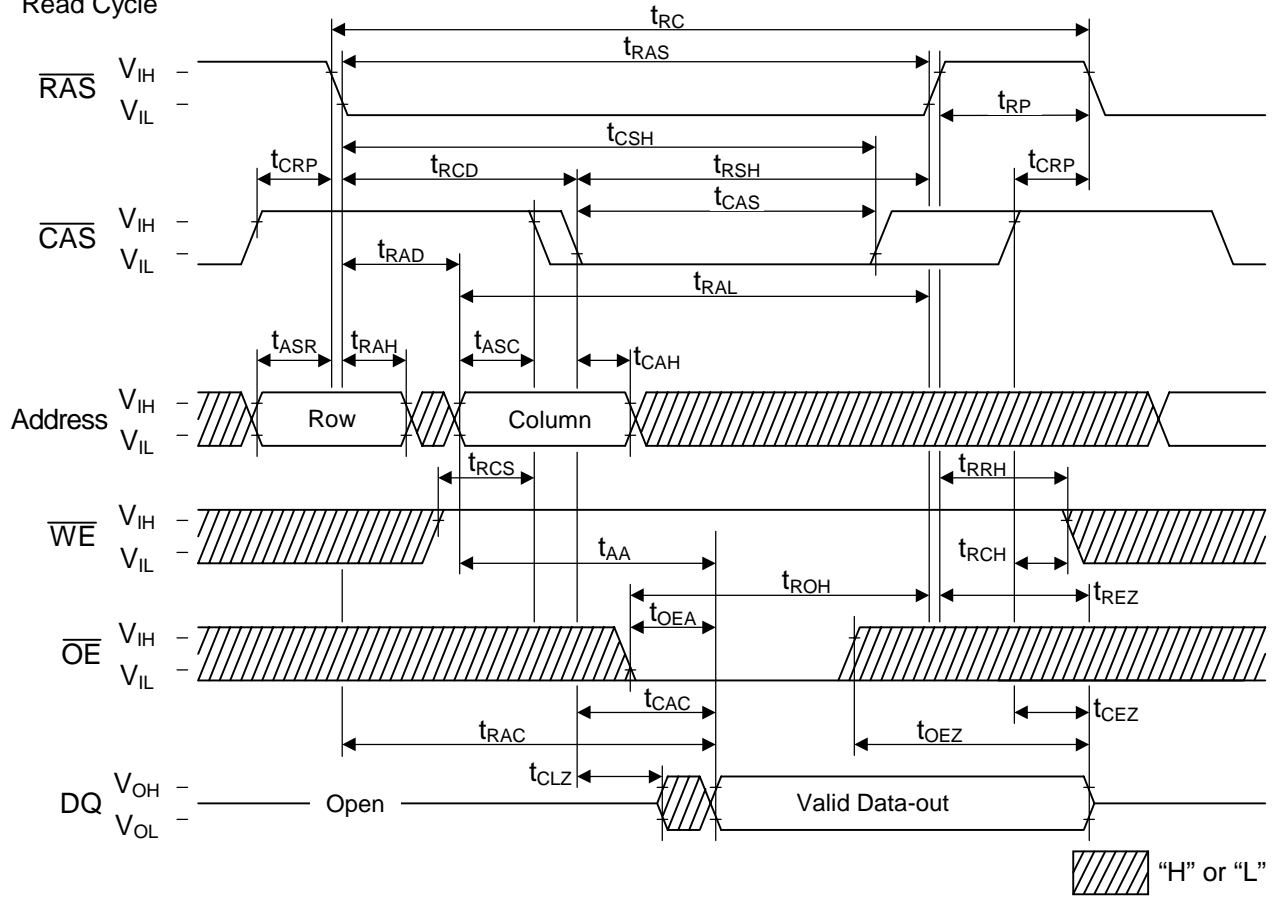 Read Cycle
tRC
RAS
VIH
VIL
tRAS
tRP
tCSH
tCRP
tRCD
tRSH
tCRP
CAS
VIH
VIL
tCAS
tRAD
tRAL
tASR
tRAH
tASC
tCAH
Address
VIH
VIL
Row
Column
tRCS
tRRH
WE
VIH
VIL
tAA
tRCH
tROH
tREZ
tOEA
OE
VIH
VIL
tCAC
tCEZ
tRAC
tOEZ
tCLZ
DQ
VOH
VOL
Open
Valid Data-out
“H” or “L”